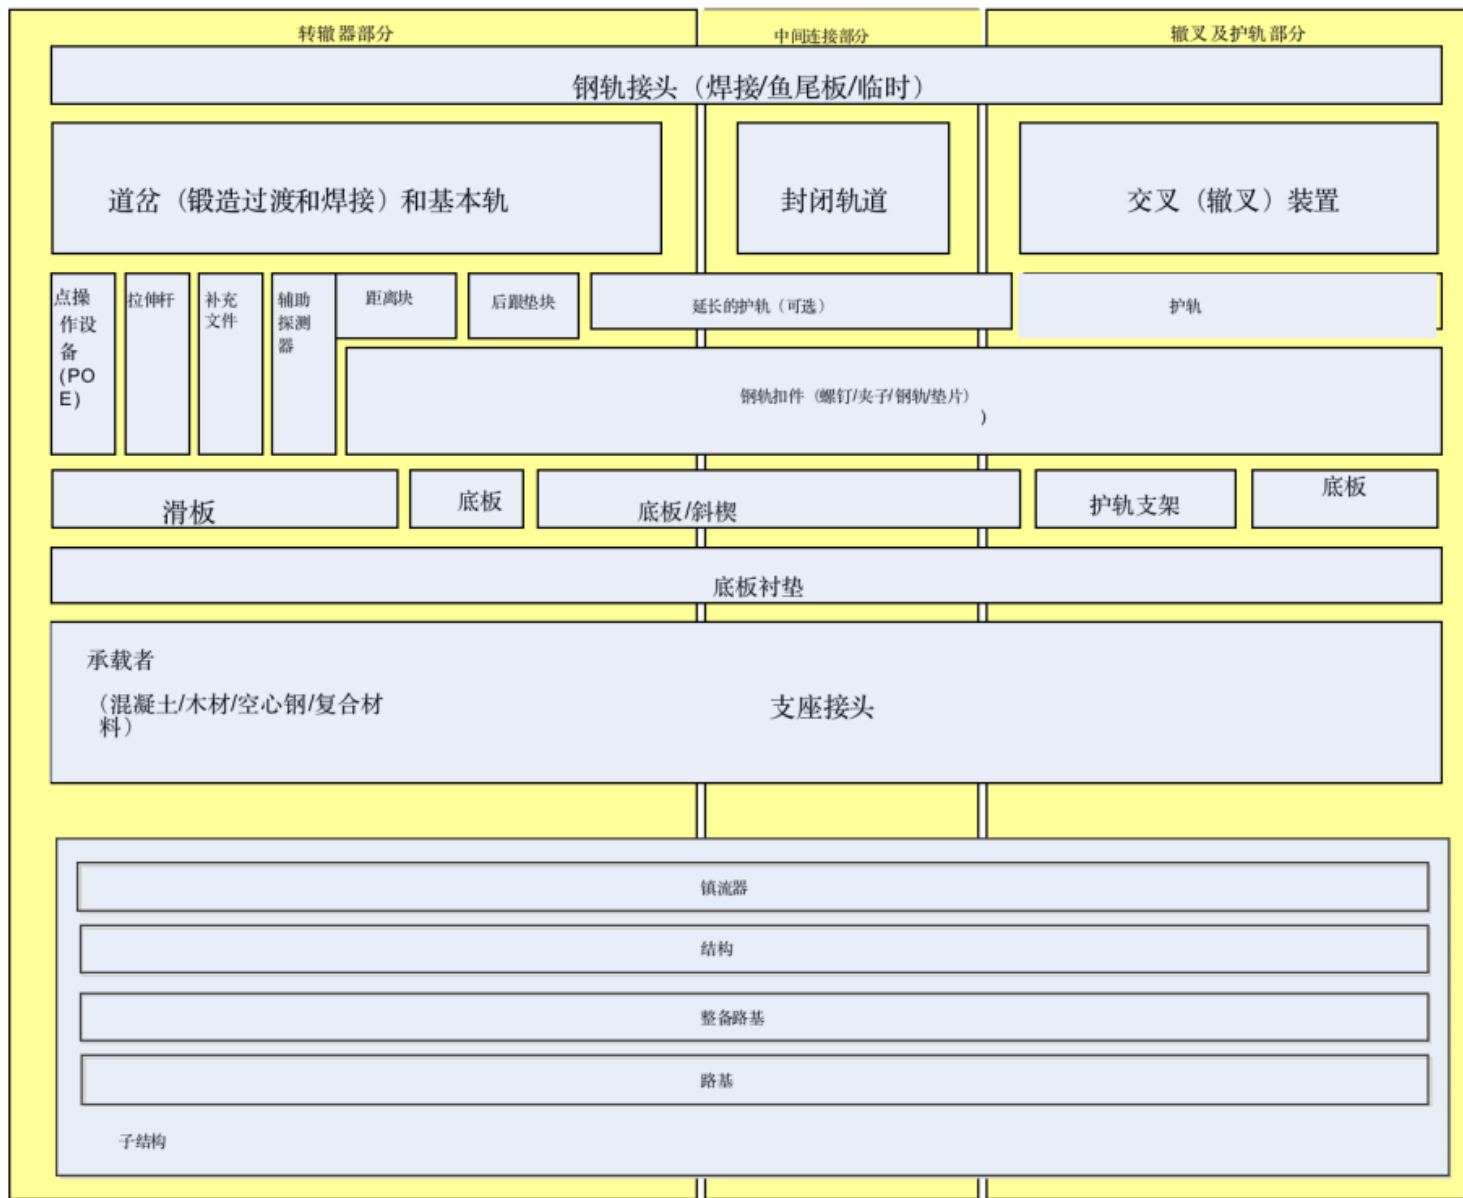 转辙器部分
中间连接部分
辙叉及护轨部分
钢轨接头（焊接/鱼尾板/临时）
道岔（锻造过渡和焊接）和基本轨
封闭轨道
交叉（辙叉）装置
点操
作设
备
(PO
E)
拉伸杆
补充
文件
辅助
探测
器
距离块
后跟垫块
延长的护轨（可选）
护轨
钢轨扣件（螺钉/夹子/钢轨/垫片）
)
滑板
底板
底板/斜楔
护轨支架
底板
底板衬垫
承载者
（混凝土/木材/空心钢/复合材
料）
支座接头
镇流器
结构
整备路基
路基
子结构